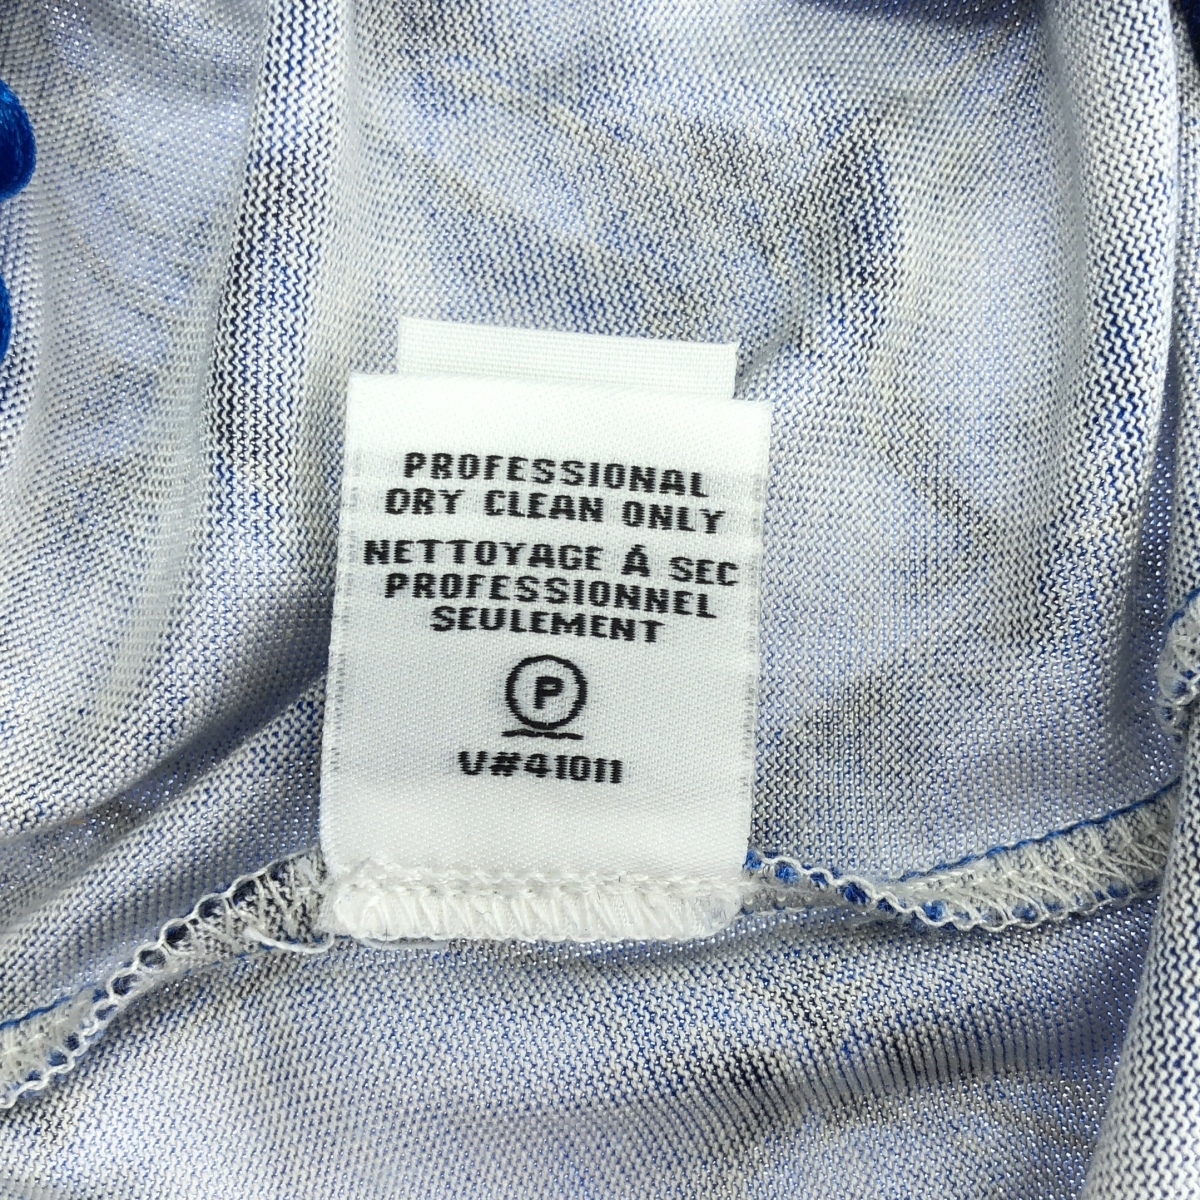 PROFESSIONAL
DRY CLEAN ONLY
NETTOYAGE À SEC
PROFESSIONNEL
SEULEMENT
P
V#41011